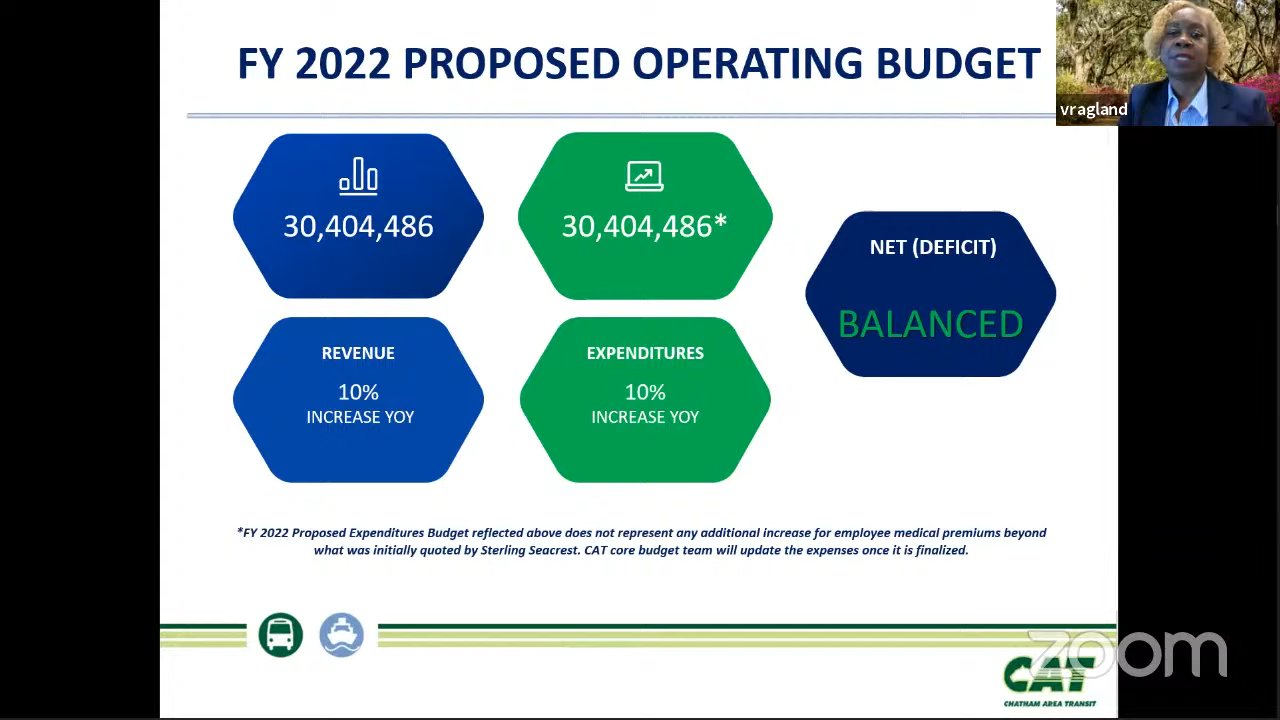 FY 2022 PROPOSED OPERATING BUDGET
vragland
30,404,486
30,404,486*
NET (DEFICIT)
BALANCED
REVENUE
10%
INCREASE YOY
EXPENDITURES
10%
INCREASE YOY
*FY 2022 Proposed Expenditures Budget reflected above does not represent any additional increase for employee medical premiums beyond
what was initially quoted by Sterling Seacrest. CAT core budget team will update the expenses once it is finalized.
zoom
CAT
CHATHAM AREA TRANSIT